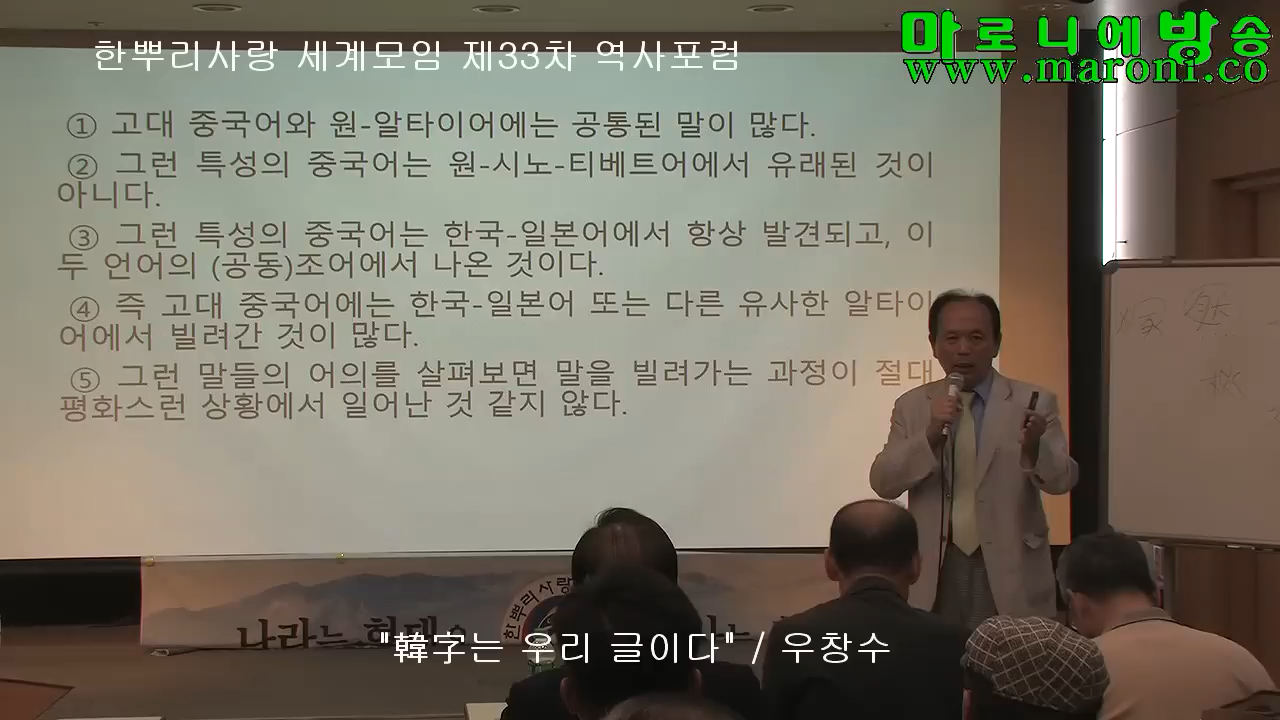 한뿌리사랑 세계모임 제33차 역사포럼
마로니에방송
www.maroni.co
① 고대 중국어와 원-알타이어에는 공통된 말이 많다.
② 그런 특성의 중국어는 원-시노-티베트어에서 유래된 것이
아니다.
③ 그런 특성의 중국어는 한국-일본어에서 항상 발견되고, 이
두 언어의 (공동)조어에서 나온 것이다.
④ 즉 고대 중국어에는 한국-일본어 또는 다른 유사한 알타이
어에서 빌려간 것이 많다.
⑤ 그런 말들의 어의를 살펴보면 말을 빌려가는 과정이 절대
평화스런 상황에서 일어난 것 같지 않다.
나라는
한뿌리사랑
"韓字는 우리 글이다" / 우창수